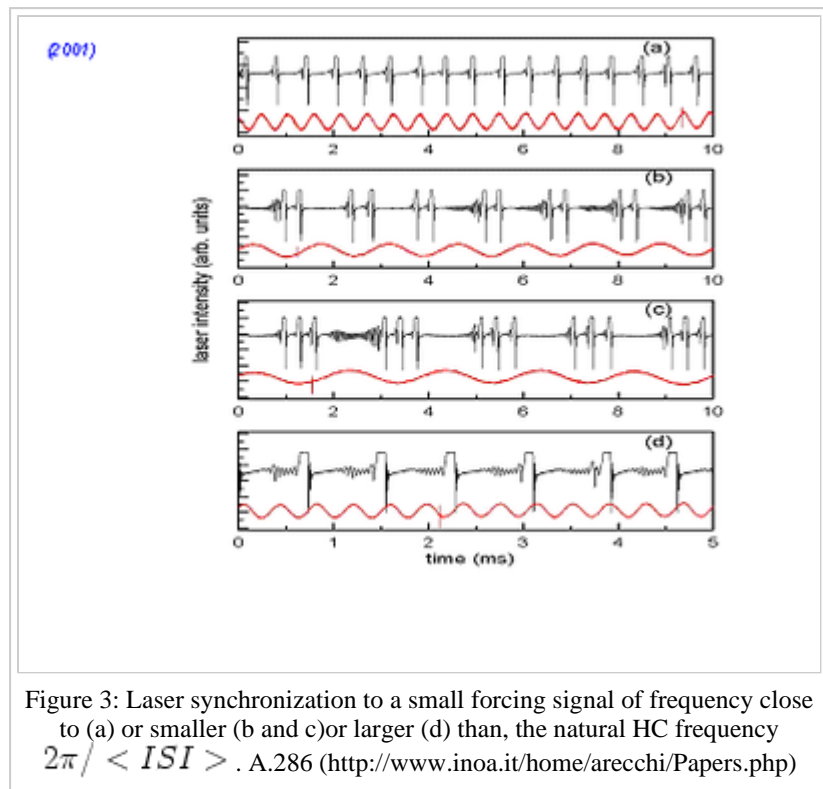 (2001)
(a)
0 2 4 6 8 10
(b)
0 2 4 6 8 10
laser intensity (arb. units)
(c)
0 2 4 6 8 10
(d)
0 1 2 3 4 5
time (ms)
Figure 3: Laser synchronization to a small forcing signal of frequency close
to (a) or smaller (b and c)or larger (d) than, the natural HC frequency
2π/ < ISI > . A.286 (http://www.inoa.it/home/arecchi/Papers.php)